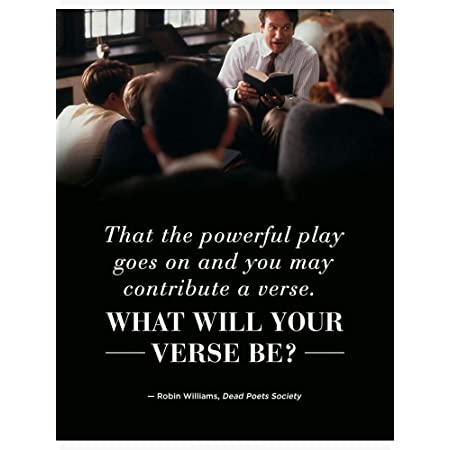 That the powerful play
goes on and you may
contribute a verse.
WHAT WILL YOUR
VERSE BE?
— Robin Williams, Dead Poets Society